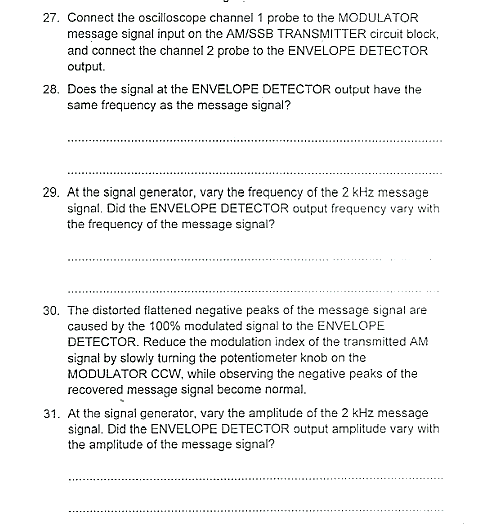 27. Connect the oscilloscope channel 1 probe to the MODULATOR
message signal input on the AM/SSB TRANSMITTER circuit block,
and connect the channel 2 probe to the ENVELOPE DETECTOR
output.
28. Does the signal at the ENVELOPE DETECTOR output have the
same frequency as the message signal?
29. At the signal generator, vary the frequency of the 2 kHz message
signal. Did the ENVELOPE DETECTOR output frequency vary with
the frequency of the message signal?
30. The distorted flattened negative peaks of the message signal are
caused by the 100% modulated signal to the ENVELOPE
DETECTOR. Reduce the modulation index of the transmitted AM
signal by slowly turning the potentiometer knob on the
MODULATOR CCW, while observing the negative peaks of the
recovered message signal become normal.
31. At the signal generator, vary the amplitude of the 2 kHz message
signal. Did the ENVELOPE DETECTOR output amplitude vary with
the amplitude of the message signal?